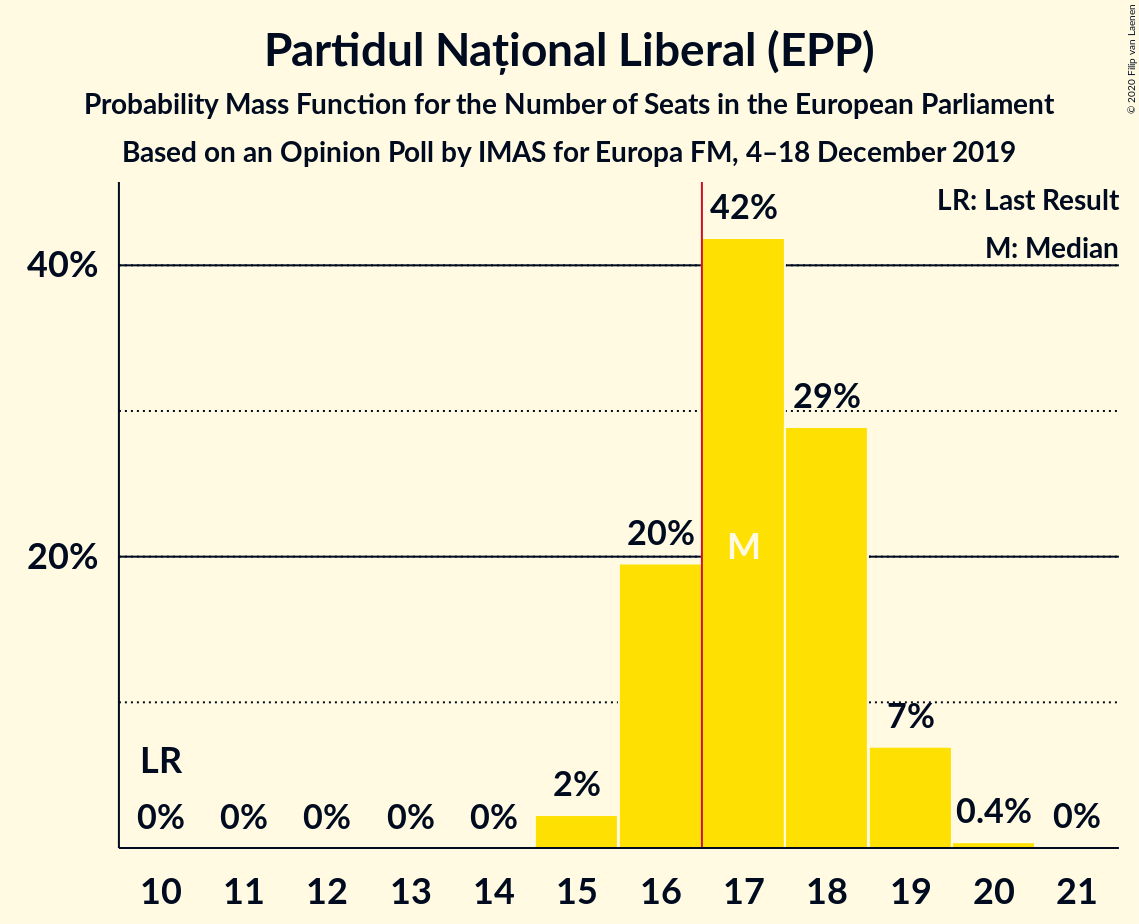 Partidul Național Liberal (EPP)
Probability Mass Function for the Number of Seats in the European Parliament
Based on an Opinion Poll by IMAS for Europa FM, 4–18 December 2019
© 2020 Filip van Laenen
LR: Last Result
M: Median
42%
40%
29%
20%
M
20%
7%
LR
2%
0% 0% 0% 0% 0% 0.4% 0%
10 11 12 13 14 15 16 17 18 19 20 21